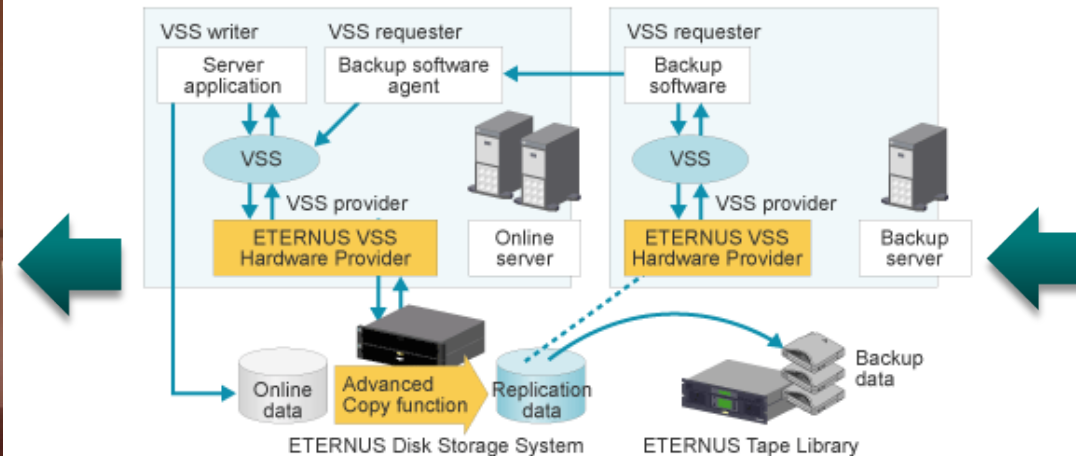 VSS writer
VSS requester
VSS requester
Server
application
Backup software
agent
Backup
software
VSS
VSS
VSS provider
VSS provider
ETERNUS VSS
Hardware Provider
Online
server
ETERNUS VSS
Hardware Provider
Backup
server
Online
data
Advanced
Copy function
Replication
data
Backup
data
ETERNUS Disk Storage System
ETERNUS Tape Library